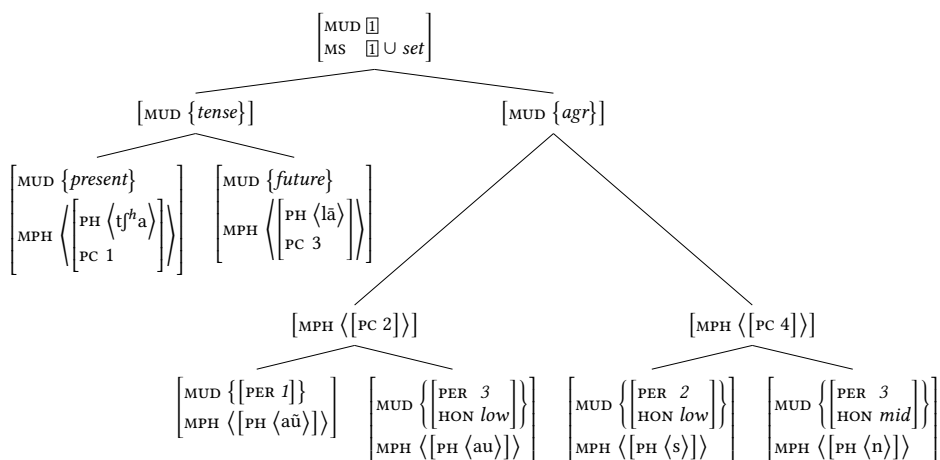 MUD 1
MS 1 ∪ set
MUD {tense}
MUD {agr}
MUD {present}
MPH ⟨[PH ⟨tʃʰa⟩
PC 1]⟩
MUD {future}
MPH ⟨[PH ⟨lā⟩
PC 3]⟩
[MPH ⟨[PC 2]⟩]
[MPH ⟨[PC 4]⟩]
MUD {[PER 1]}
MPH ⟨[PH ⟨aũ⟩]⟩
MUD {[PER 3
HON low]}
MPH ⟨[PH ⟨au⟩]⟩
MUD {[PER 2
HON low]}
MPH ⟨[PH ⟨s⟩]⟩
MUD {[PER 3
HON mid]}
MPH ⟨[PH ⟨n⟩]⟩